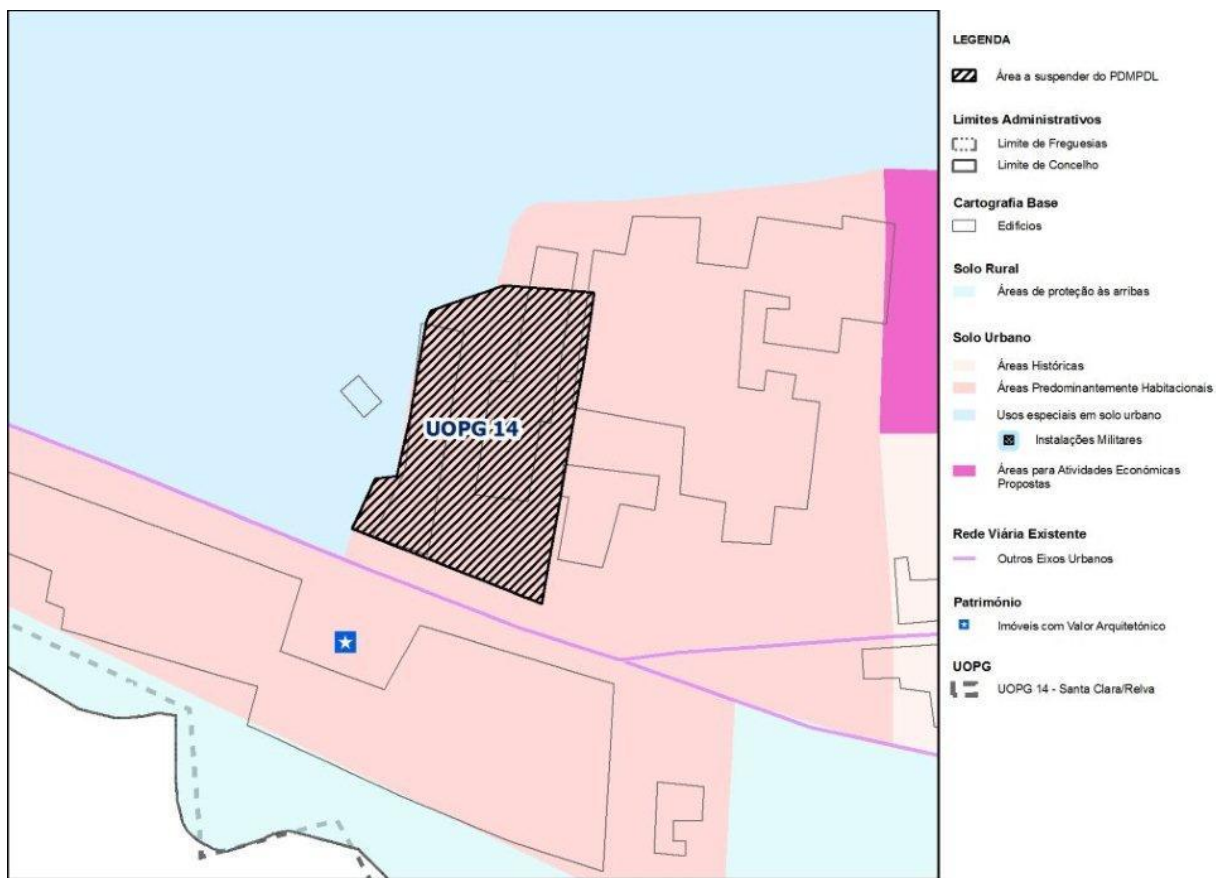 UOPG 14
LEGENDA
Área a suspender do PDMPDL
Limites Administrativos
Limite de Freguesias
Limite de Concelho
Cartografia Base
Edifícios
Solo Rural
Áreas de proteção às arribas
Solo Urbano
Áreas Históricas
Áreas Predominantemente Habitacionais
Usos especiais em solo urbano
Instalações Militares
Áreas para Atividades Económicas
Propostas
Rede Viária Existente
Outros Eixos Urbanos
Património
Imóveis com Valor Arquitetónico
UOPG
UOPG 14 - Santa Clara/Relva